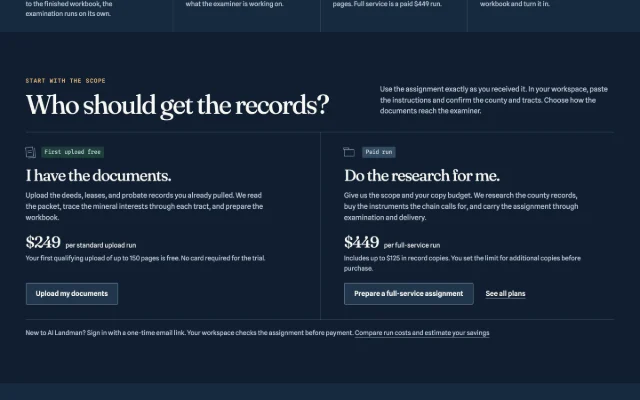 to the finished workbook, the
examination runs on its own.
what the examiner is working on.
pages. Full service is a paid $449 run.
workbook and turn it in.
START WITH THE SCOPE
Who should get the records?
Use the assignment exactly as you received it. In your workspace, paste
the instructions and confirm the county and tracts. Choose how the
documents reach the examiner.
First upload free
I have the documents.
Upload the deeds, leases, and probate records you already pulled. We read
the packet, trace the mineral interests through each tract, and prepare the
workbook.
$249 per standard upload run
Your first qualifying upload of up to 150 pages is free. No card required for the trial.
Upload my documents
Paid run
Do the research for me.
Give us the scope and your copy budget. We research the county records,
buy the instruments the chain calls for, and carry the assignment through
examination and delivery.
$449 per full-service run
Includes up to $125 in record copies. You set the limit for additional copies before
purchase.
Prepare a full-service assignment
See all plans
New to AI Landman? Sign in with a one-time email link. Your workspace checks the assignment before payment. Compare run costs and estimate your savings